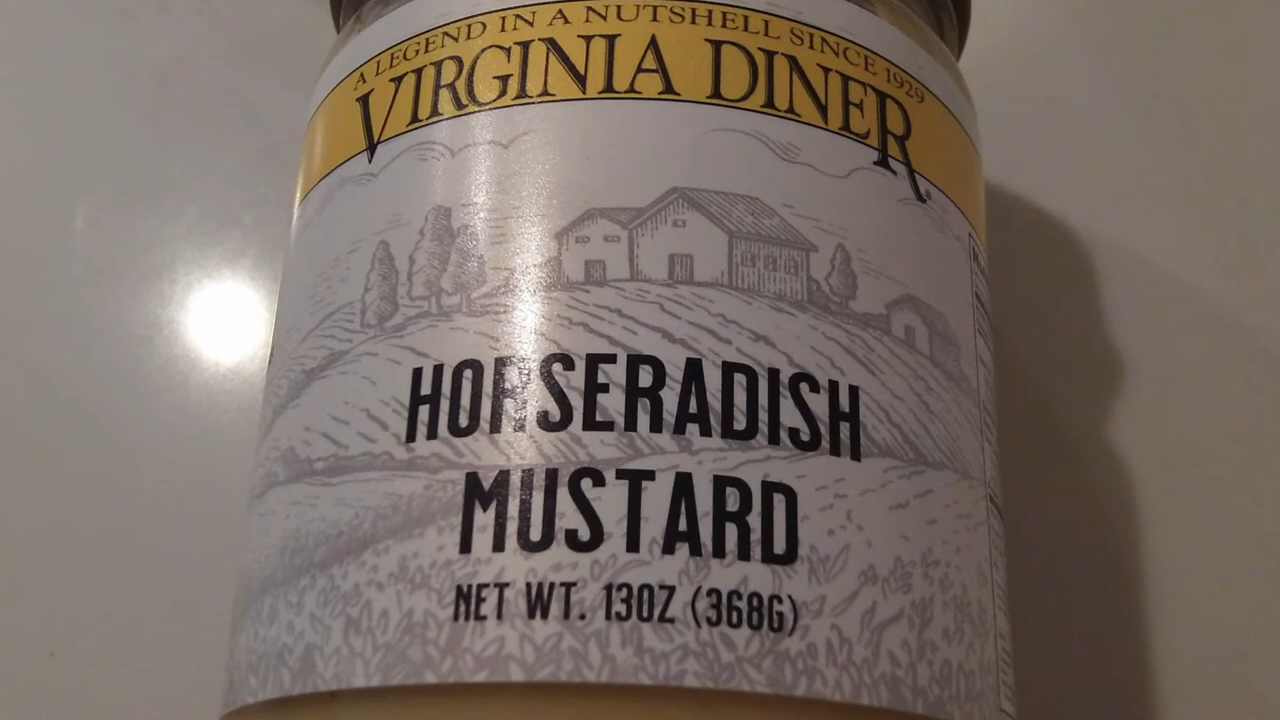 A LEGEND IN A NUTSHELL SINCE 1929
VIRGINIA DINER
HORSERADISH
MUSTARD
NET WT. 13OZ (368G)